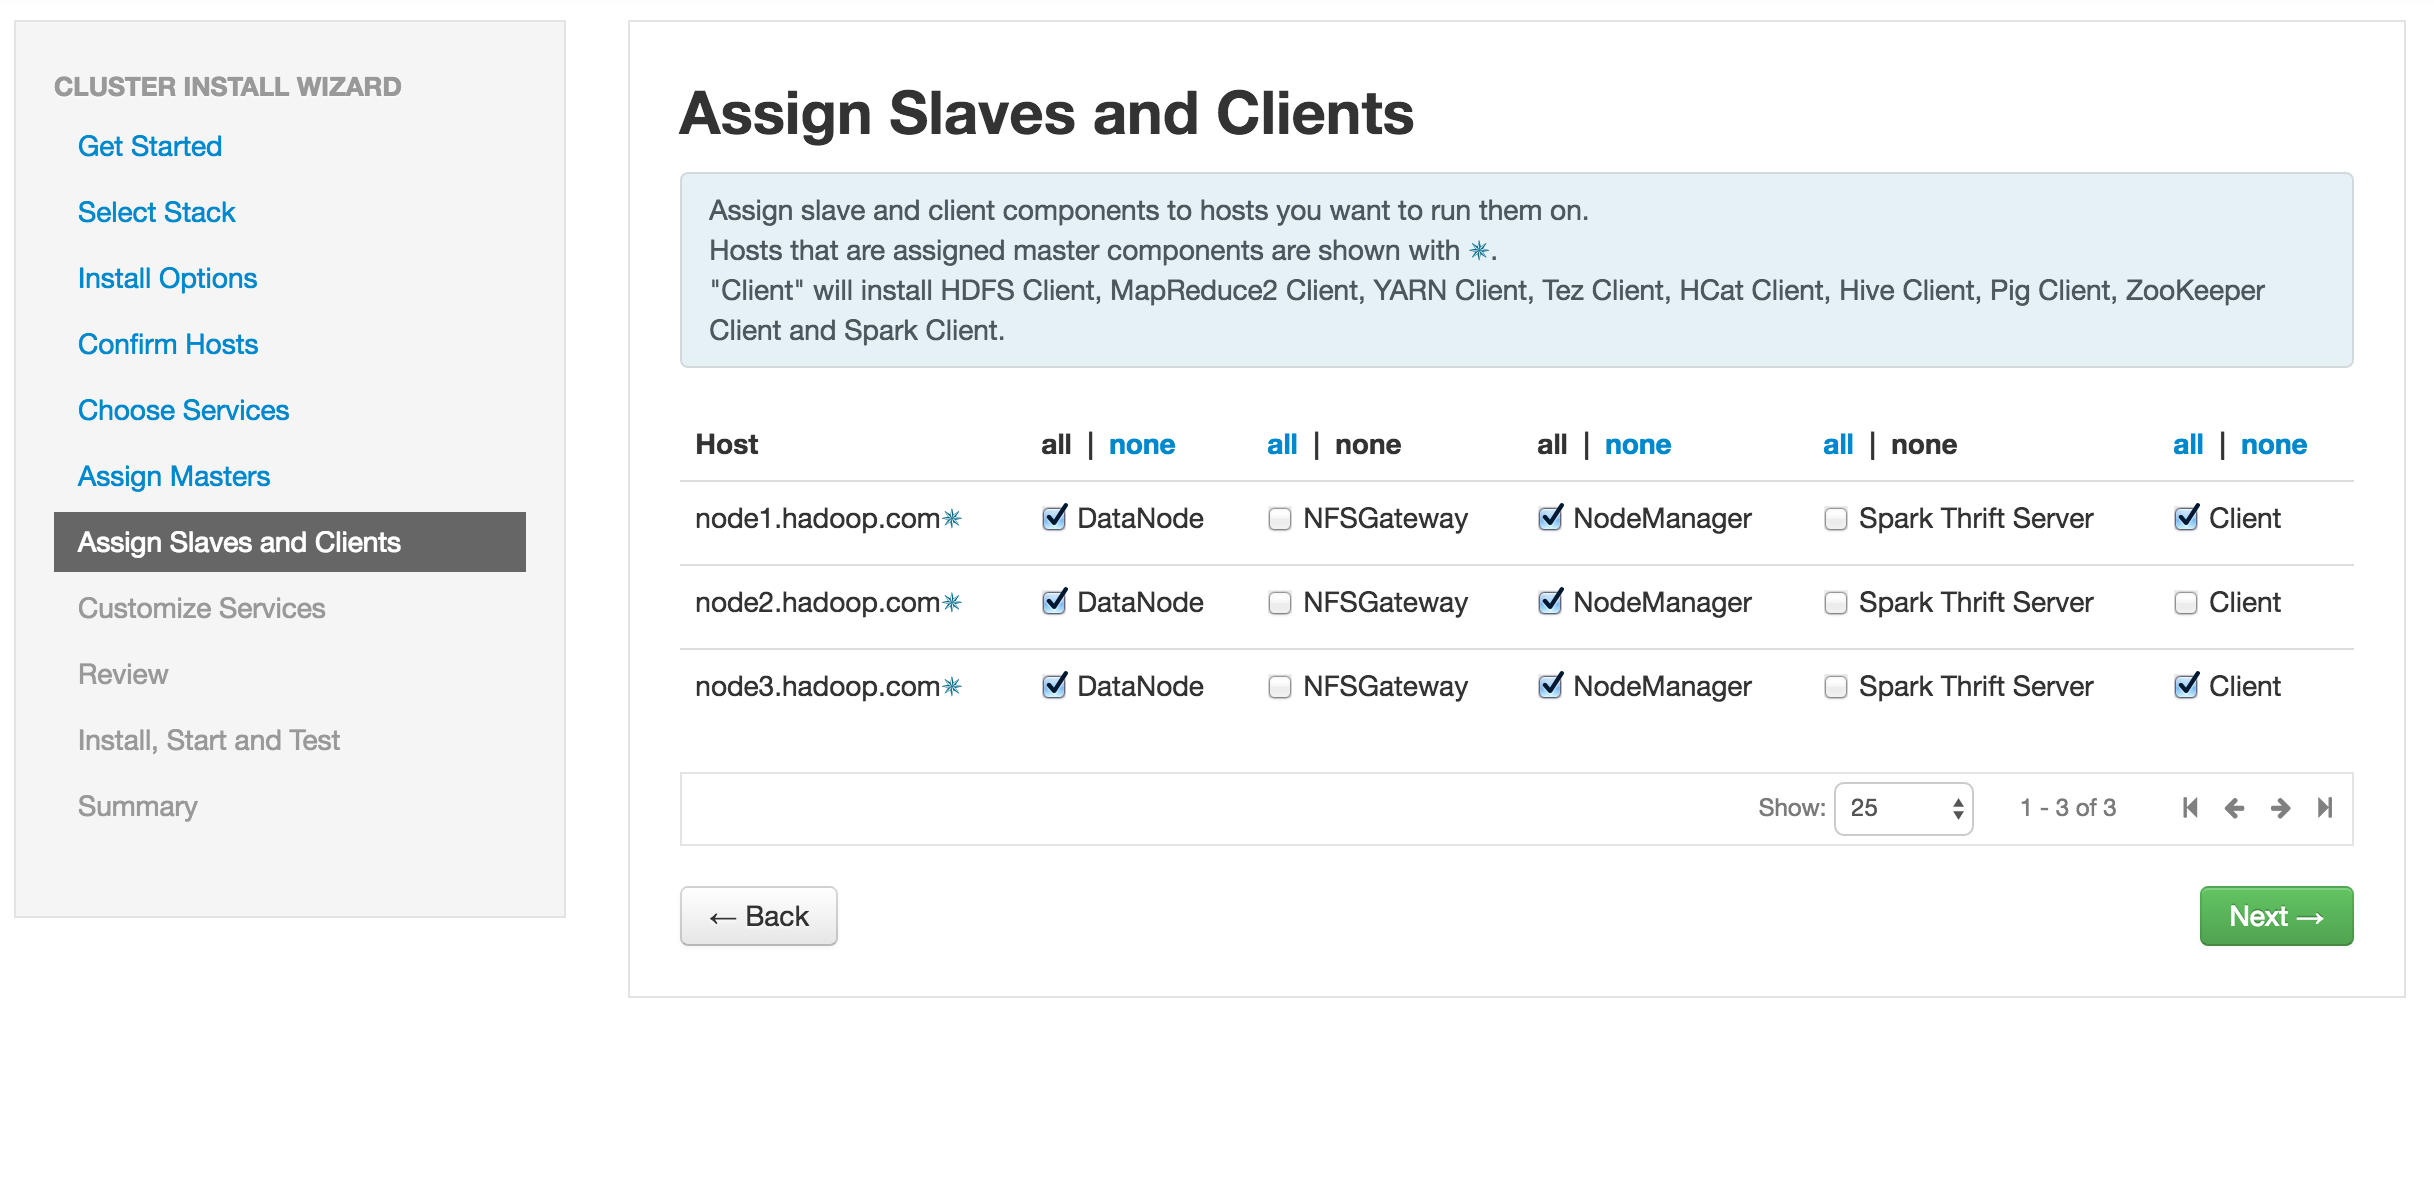 CLUSTER INSTALL WIZARD
Get Started
Select Stack
Install Options
Confirm Hosts
Choose Services
Assign Masters
Assign Slaves and Clients
Customize Services
Review
Install, Start and Test
Summary
Assign Slaves and Clients
Assign slave and client components to hosts you want to run them on.
Hosts that are assigned master components are shown with ✵.
"Client" will install HDFS Client, MapReduce2 Client, YARN Client, Tez Client, HCat Client, Hive Client, Pig Client, ZooKeeper
Client and Spark Client.
Host all | none all | none all | none all | none all | none
node1.hadoop.com✵ DataNode NFSGateway NodeManager Spark Thrift Server Client
node2.hadoop.com✵ DataNode NFSGateway NodeManager Spark Thrift Server Client
node3.hadoop.com✵ DataNode NFSGateway NodeManager Spark Thrift Server Client
Show: 25 1 - 3 of 3
← Back
Next →